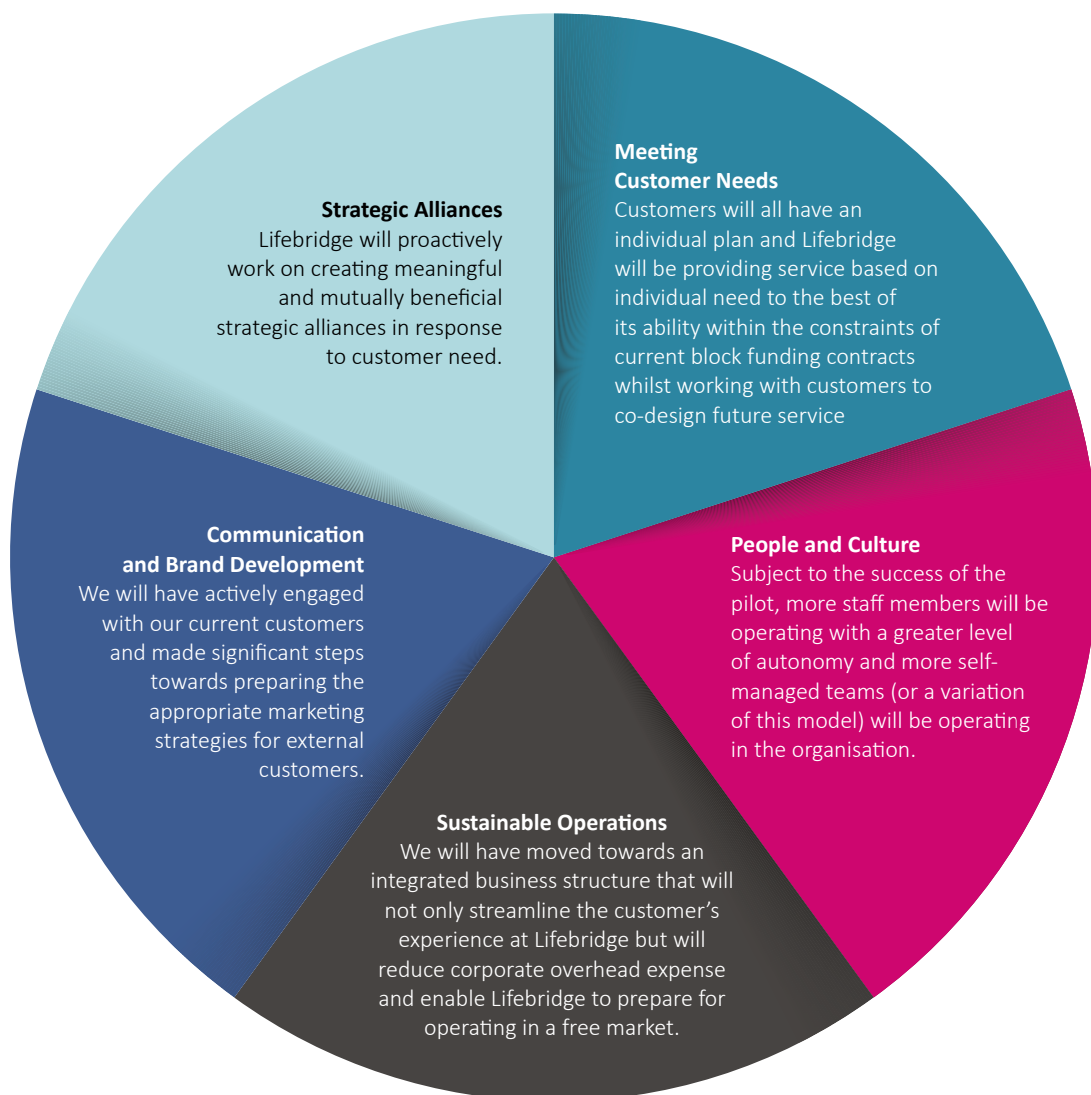 Meeting
Customer Needs
Customers will all have an
individual plan and Lifebridge
will be providing service based on
individual need to the best of
its ability within the constraints of
current block funding contracts
whilst working with customers to
co-design future service
People and Culture
Subject to the success of the
pilot, more staff members will be
operating with a greater level
of autonomy and more self-
managed teams (or a variation
of this model) will be operating
in the organisation.
Sustainable Operations
We will have moved towards an
integrated business structure that will
not only streamline the customer’s
experience at Lifebridge but will
reduce corporate overhead expense
and enable Lifebridge to prepare for
operating in a free market.
Communication
and Brand Development
We will have actively engaged
with our current customers
and made significant steps
towards preparing the
appropriate marketing
strategies for external
customers.
Strategic Alliances
Lifebridge will proactively
work on creating meaningful
and mutually beneficial
strategic alliances in response
to customer need.